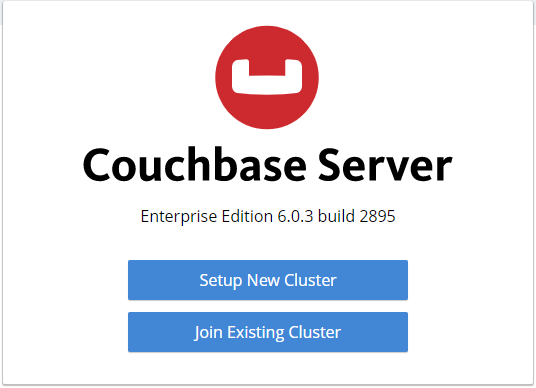 Couchbase Server
Enterprise Edition 6.0.3 build 2895
Setup New Cluster
Join Existing Cluster